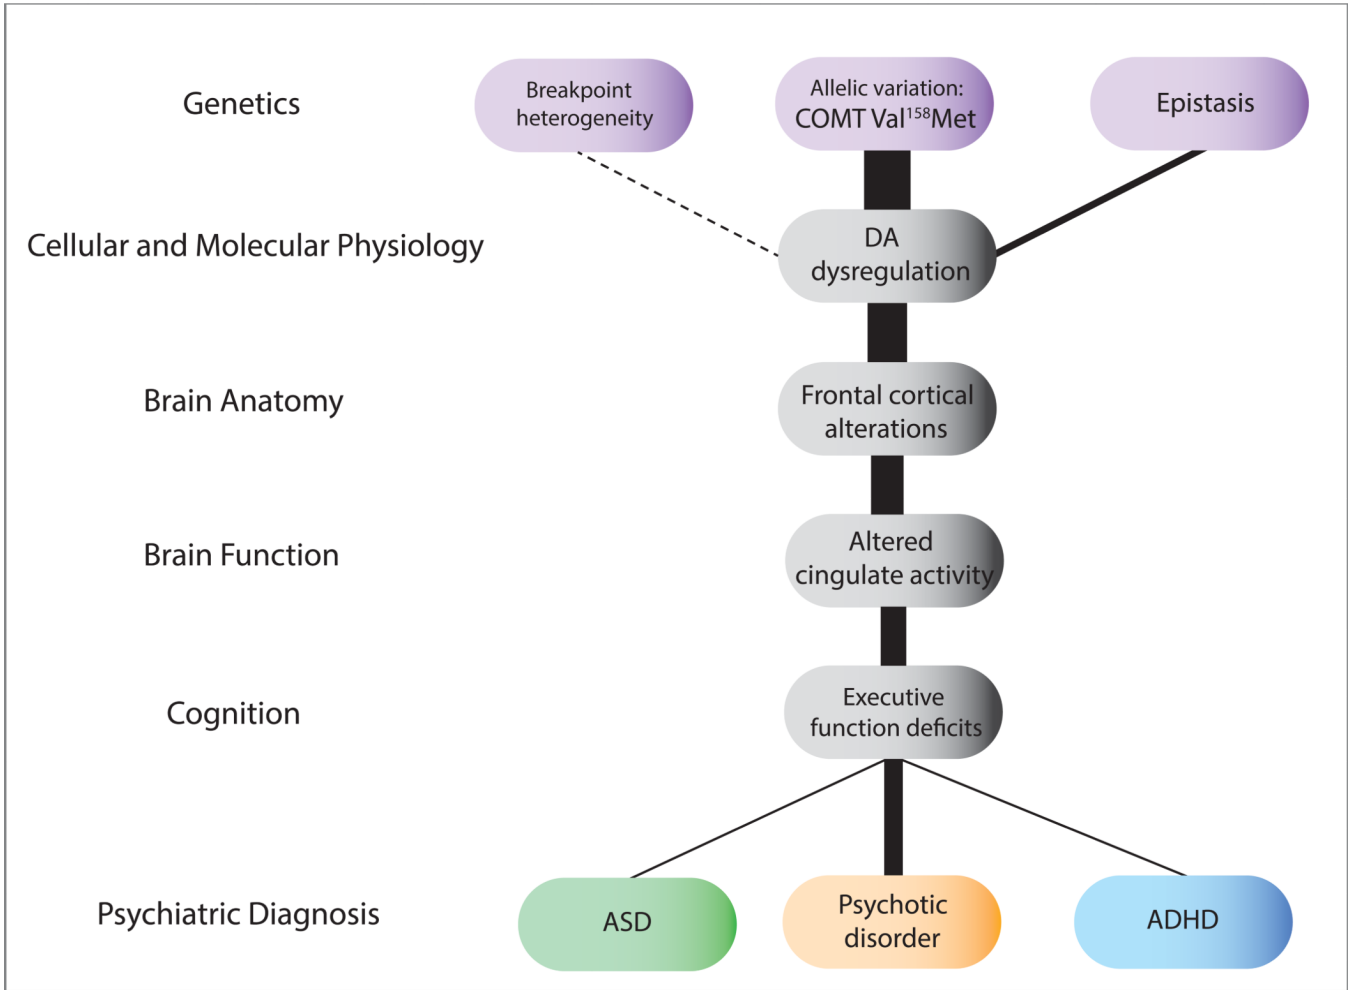 Genetics
Breakpoint
heterogeneity
Allelic variation:
COMT Val¹⁵⁸Met
Epistasis
Cellular and Molecular Physiology
DA
dysregulation
Brain Anatomy
Frontal cortical
alterations
Brain Function
Altered
cingulate activity
Cognition
Executive
function deficits
Psychiatric Diagnosis
ASD
Psychotic
disorder
ADHD